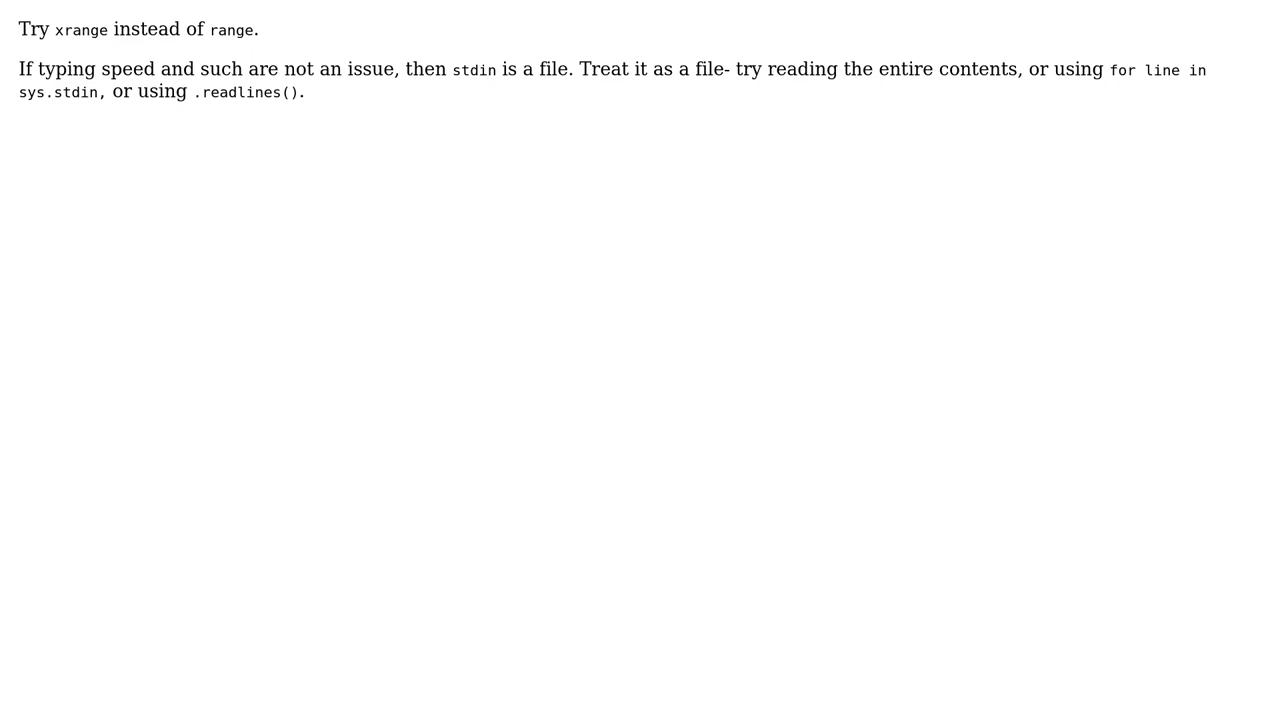 Try xrange instead of range.
If typing speed and such are not an issue, then stdin is a file. Treat it as a file- try reading the entire contents, or using for line in
sys.stdin, or using .readlines().